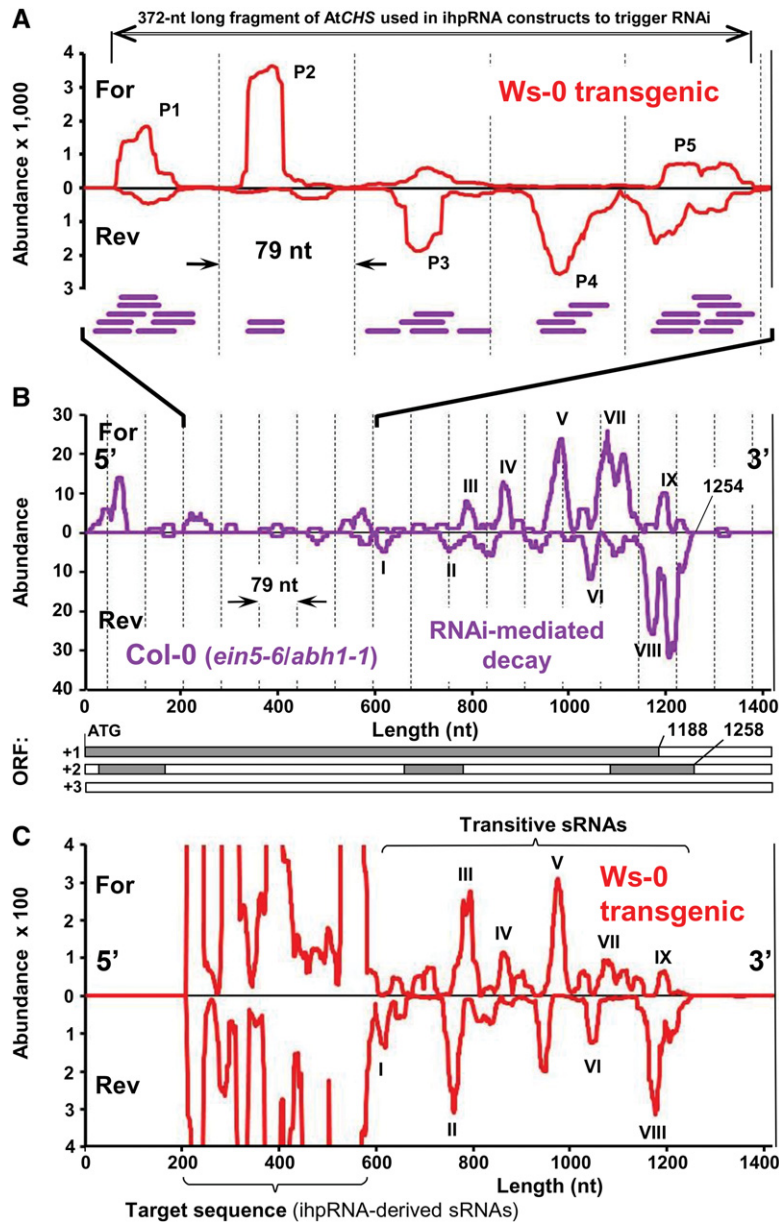 A
372-nt long fragment of AtCHS used in ihpRNA constructs to trigger RNAi
Abundance x 1,000
4
3
2
1
0
1
2
3
For
Rev
P1
P2
P3
P4
P5
Ws-0 transgenic
79 nt
B
Abundance
30
20
10
0
10
20
30
40
For
5’
3’
Rev
I
II
III
IV
V
VI
VII
VIII
IX
1254
79 nt
Col-0 (ein5-6/abh1-1)
RNAi-mediated
decay
0 200 400 600 800 1000 1200 1400
Length (nt)
ORF:
ATG
1188
1258
+1
+2
+3
C
Abundance x 100
4
3
2
1
0
1
2
3
4
For
5’
3’
Rev
Transitive sRNAs
Ws-0
transgenic
I
II
III
IV
V
VI
VII
VIII
IX
0 200 400 600 800 1000 1200 1400
Length (nt)
Target sequence (ihpRNA-derived sRNAs)